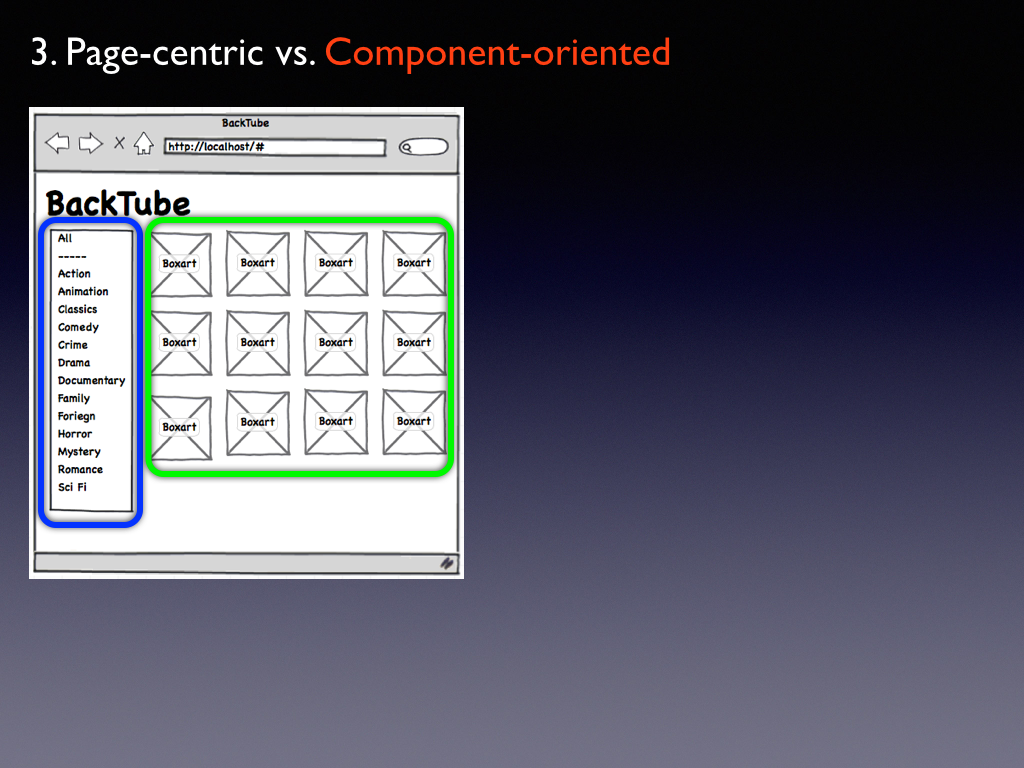 3. Page-centric vs. Component-oriented
BackTube
http://localhost/#
BackTube
All
-----
Action
Animation
Classics
Comedy
Crime
Drama
Documentary
Family
Foriegn
Horror
Mystery
Romance
Sci Fi
Boxart Boxart Boxart Boxart
Boxart Boxart Boxart Boxart
Boxart Boxart Boxart Boxart